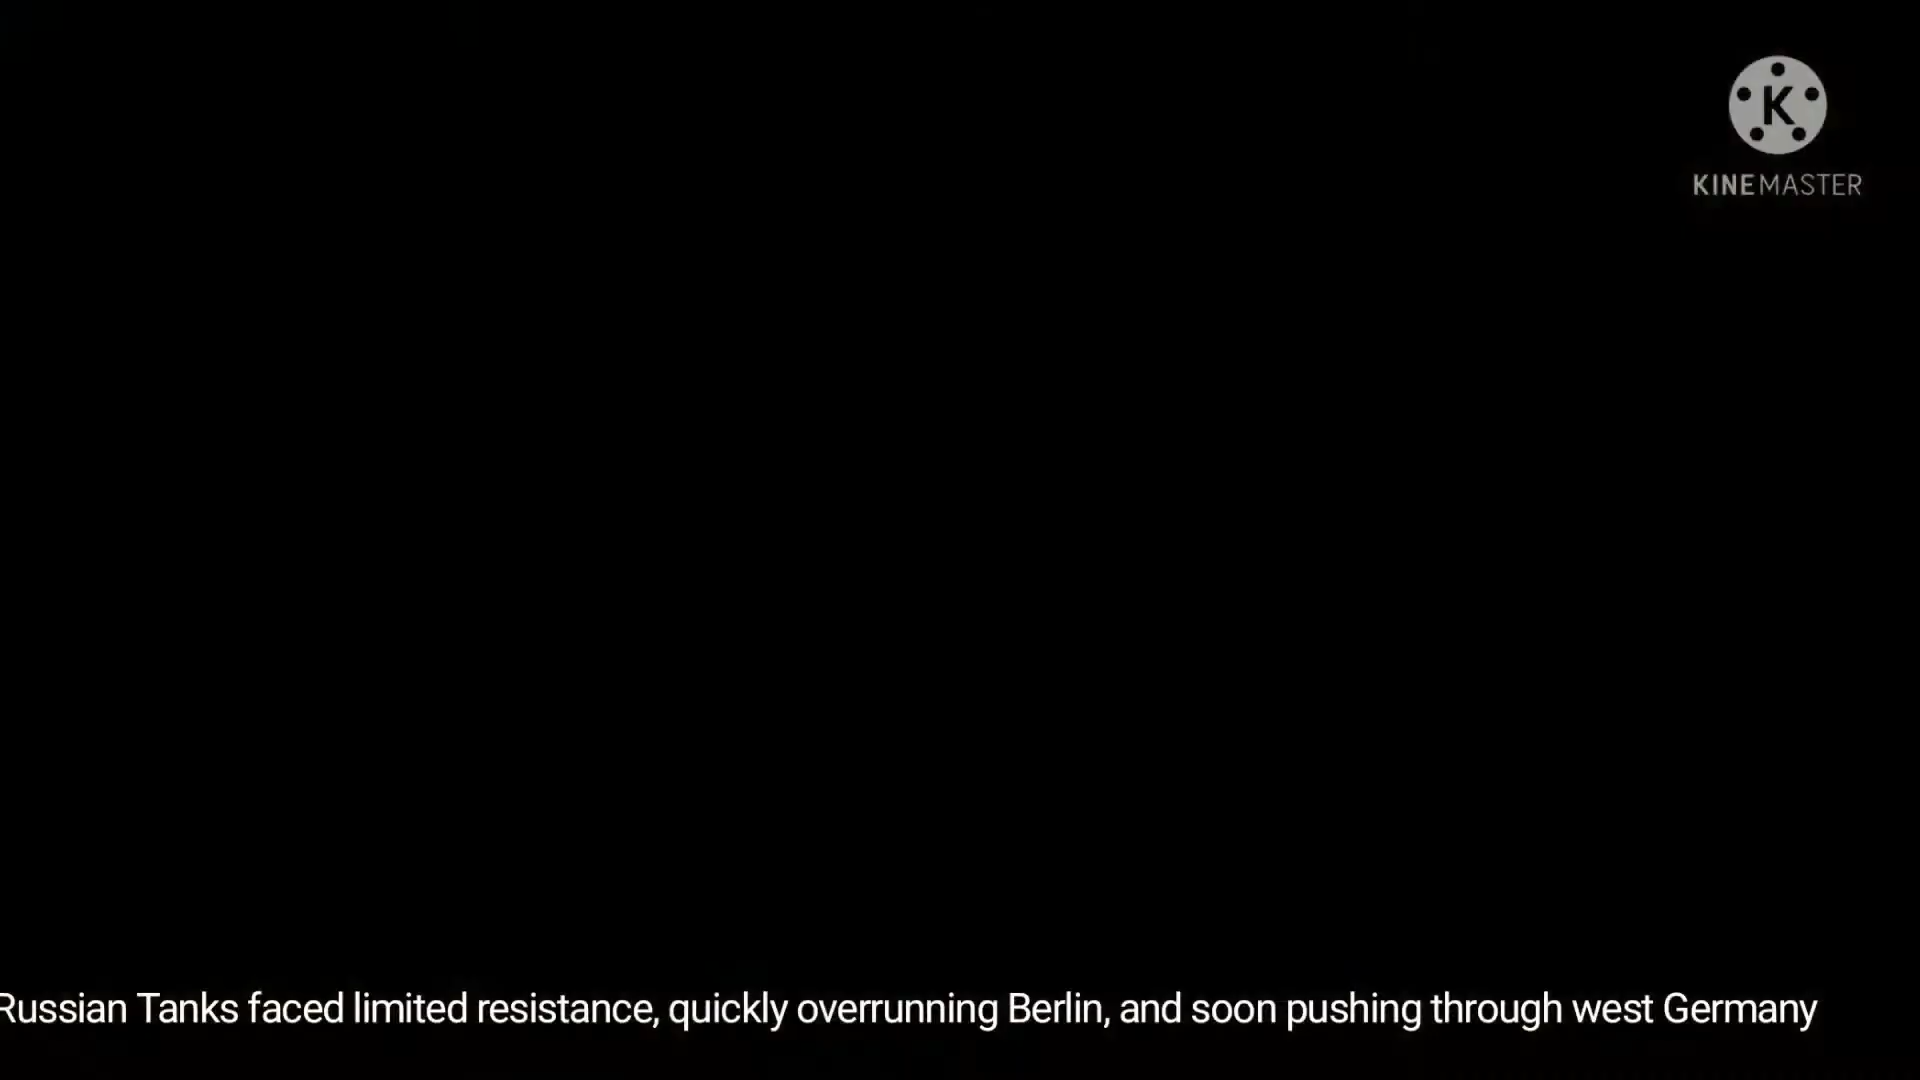 K
KINEMASTER
Russian Tanks faced limited resistance, quickly overrunning Berlin, and soon pushing through west Germany